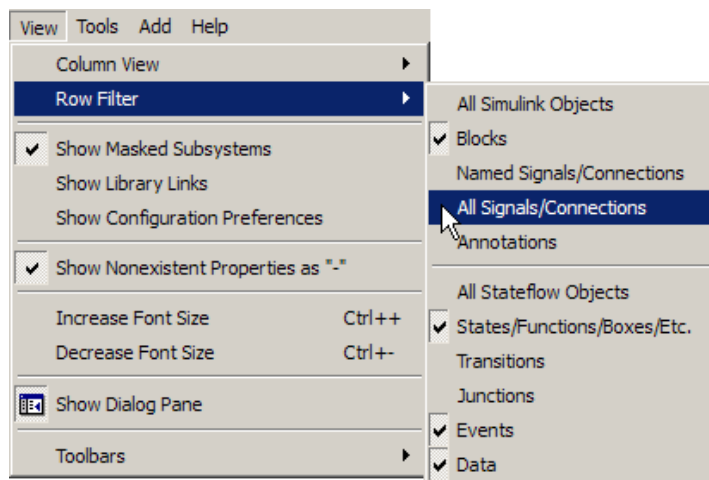 View Tools Add Help
Column View
Row Filter
Show Masked Subsystems
Show Library Links
Show Configuration Preferences
Show Nonexistent Properties as "-"
Increase Font Size Ctrl++
Decrease Font Size Ctrl+-
Show Dialog Pane
Toolbars
All Simulink Objects
Blocks
Named Signals/Connections
All Signals/Connections
Annotations
All Stateflow Objects
States/Functions/Boxes/Etc.
Transitions
Junctions
Events
Data